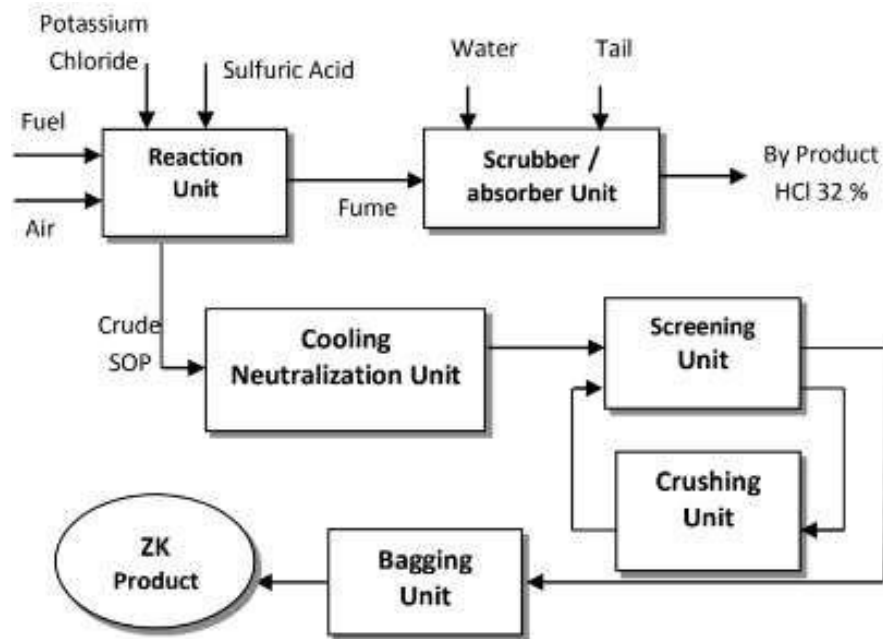 Potassium
Chloride
Sulfuric Acid
Water
Tail
Fuel
Reaction
Unit
Scrubber /
absorber Unit
By Product
HCl 32 %
Air
Fume
Crude
SOP
Cooling
Neutralization Unit
Screening
Unit
Crushing
Unit
ZK
Product
Bagging
Unit